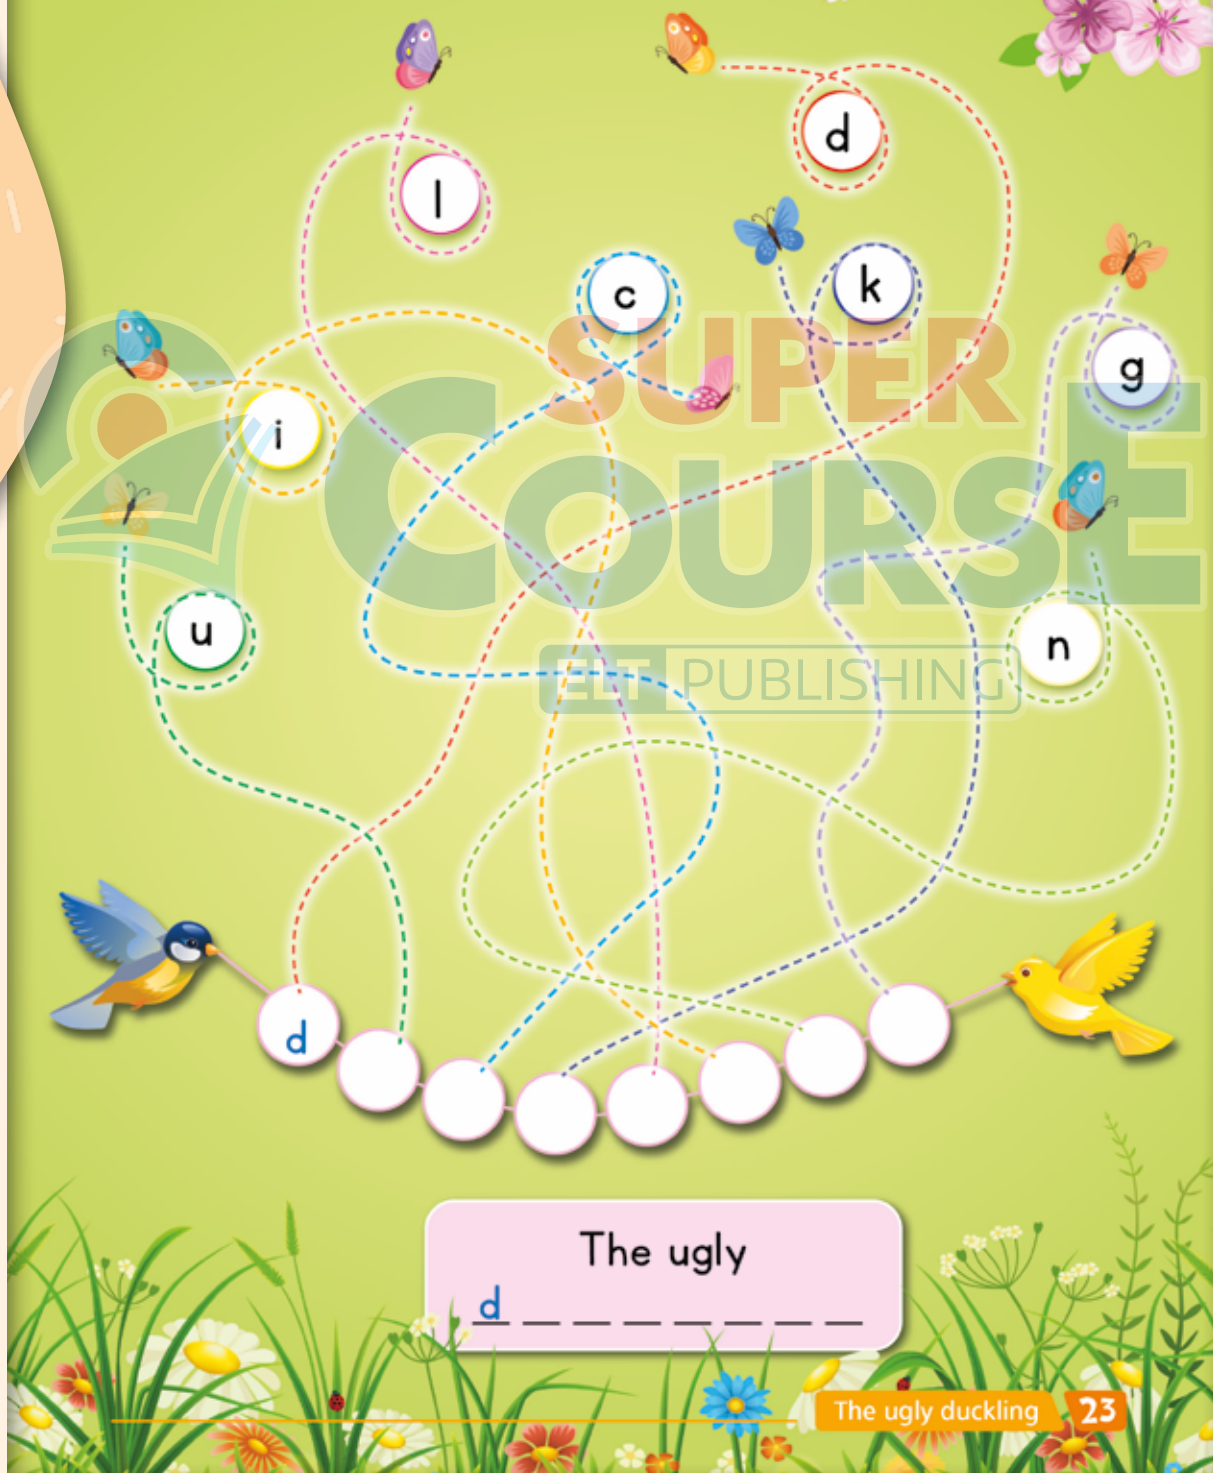 l
d
c
k
g
i
u
n
SUPER
COURSE
ELT PUBLISHING
d
The ugly
d _ _ _ _ _ _ _
The ugly duckling 23